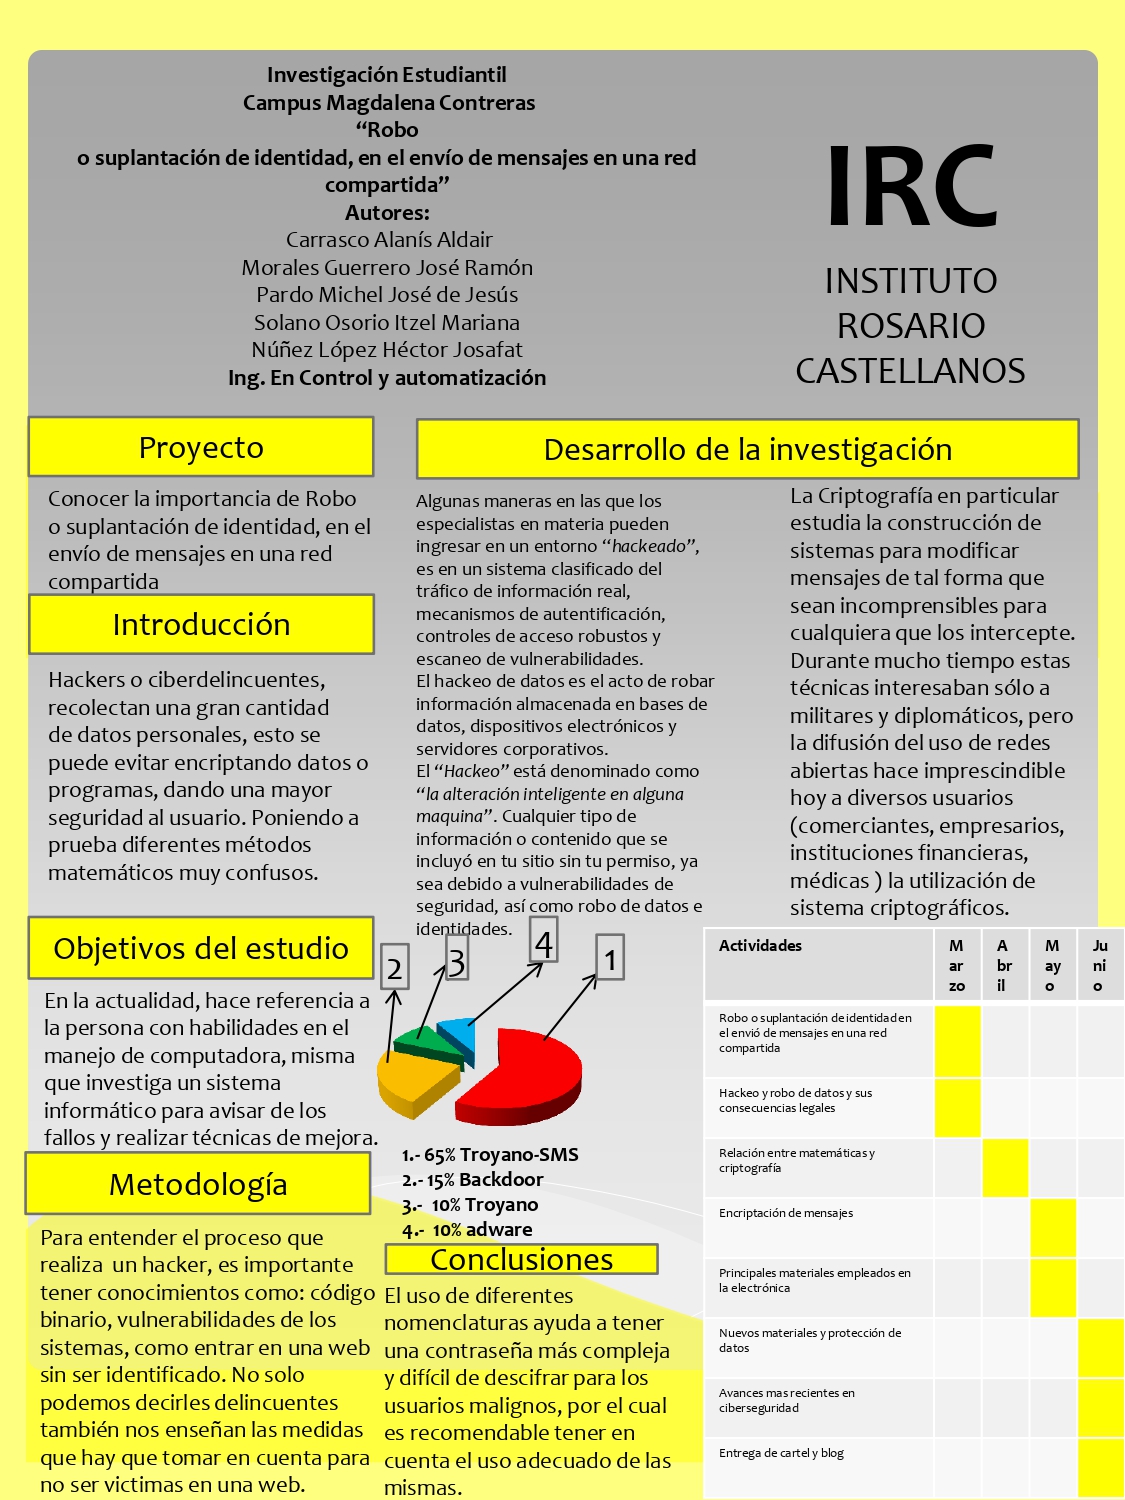 Investigación Estudiantil
Campus Magdalena Contreras
“Robo
o suplantación de identidad, en el envío de mensajes en una red
compartida”
Autores:
Carrasco Alanís Aldair
Morales Guerrero José Ramón
Pardo Michel José de Jesús
Solano Osorio Itzel Mariana
Núñez López Héctor Josafat
Ing. En Control y automatización
IRC
INSTITUTO
ROSARIO
CASTELLANOS
Proyecto
Conocer la importancia de Robo
o suplantación de identidad, en el
envío de mensajes en una red
compartida
Introducción
Hackers o ciberdelincuentes,
recolectan una gran cantidad
de datos personales, esto se
puede evitar encriptando datos o
programas, dando una mayor
seguridad al usuario. Poniendo a
prueba diferentes métodos
matemáticos muy confusos.
Objetivos del estudio
En la actualidad, hace referencia a
la persona con habilidades en el
manejo de computadora, misma
que investiga un sistema
informático para avisar de los
fallos y realizar técnicas de mejora.
Metodología
Para entender el proceso que
realiza un hacker, es importante
tener conocimientos como: código
binario, vulnerabilidades de los
sistemas, como entrar en una web
sin ser identificado. No solo
podemos decirles delincuentes
también nos enseñan las medidas
que hay que tomar en cuenta para
no ser victimas en una web.
Desarrollo de la investigación
Algunas maneras en las que los
especialistas en materia pueden
ingresar en un entorno “hackeado”,
es en un sistema clasificado del
tráfico de información real,
mecanismos de autentificación,
controles de acceso robustos y
escaneo de vulnerabilidades.
El hackeo de datos es el acto de robar
información almacenada en bases de
datos, dispositivos electrónicos y
servidores corporativos.
El “Hackeo” está denominado como
“la alteración inteligente en alguna
maquina”. Cualquier tipo de
información o contenido que se
incluyó en tu sitio sin tu permiso, ya
sea debido a vulnerabilidades de
seguridad, así como robo de datos e
identidades.
La Criptografía en particular
estudia la construcción de
sistemas para modificar
mensajes de tal forma que
sean incomprensibles para
cualquiera que los intercepte.
Durante mucho tiempo estas
técnicas interesaban sólo a
militares y diplomáticos, pero
la difusión del uso de redes
abiertas hace imprescindible
hoy a diversos usuarios
(comerciantes, empresarios,
instituciones financieras,
médicas ) la utilización de
sistema criptográficos.
2
3
4
1
1.- 65% Troyano-SMS
2.- 15% Backdoor
3.- 10% Troyano
4.- 10% adware
Conclusiones
El uso de diferentes
nomenclaturas ayuda a tener
una contraseña más compleja
y difícil de descifrar para los
usuarios malignos, por el cual
es recomendable tener en
cuenta el uso adecuado de las
mismas.
Actividades
M
ar
zo
A
br
il
M
ay
o
Ju
ni
o
Robo o suplantación de identidad en
el envió de mensajes en una red
compartida
Hackeo y robo de datos y sus
consecuencias legales
Relación entre matemáticas y
criptografía
Encriptación de mensajes
Principales materiales empleados en
la electrónica
Nuevos materiales y protección de
datos
Avances mas recientes en
ciberseguridad
Entrega de cartel y blog